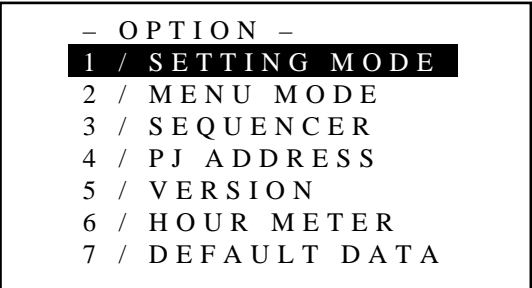 – OPTION –
1 / SETTING MODE
2 / MENU MODE
3 / SEQUENCER
4 / PJ ADDRESS
5 / VERSION
6 / HOUR METER
7 / DEFAULT DATA